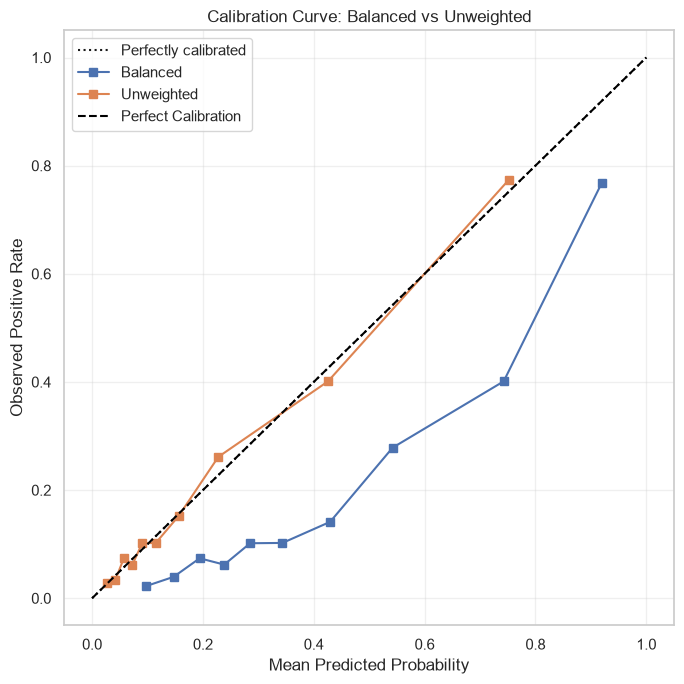 Calibration Curve: Balanced vs Unweighted
Perfectly calibrated
Balanced
Unweighted
Perfect Calibration
Observed Positive Rate
1.0
0.8
0.6
0.4
0.2
0.0
0.0 0.2 0.4 0.6 0.8 1.0
Mean Predicted Probability